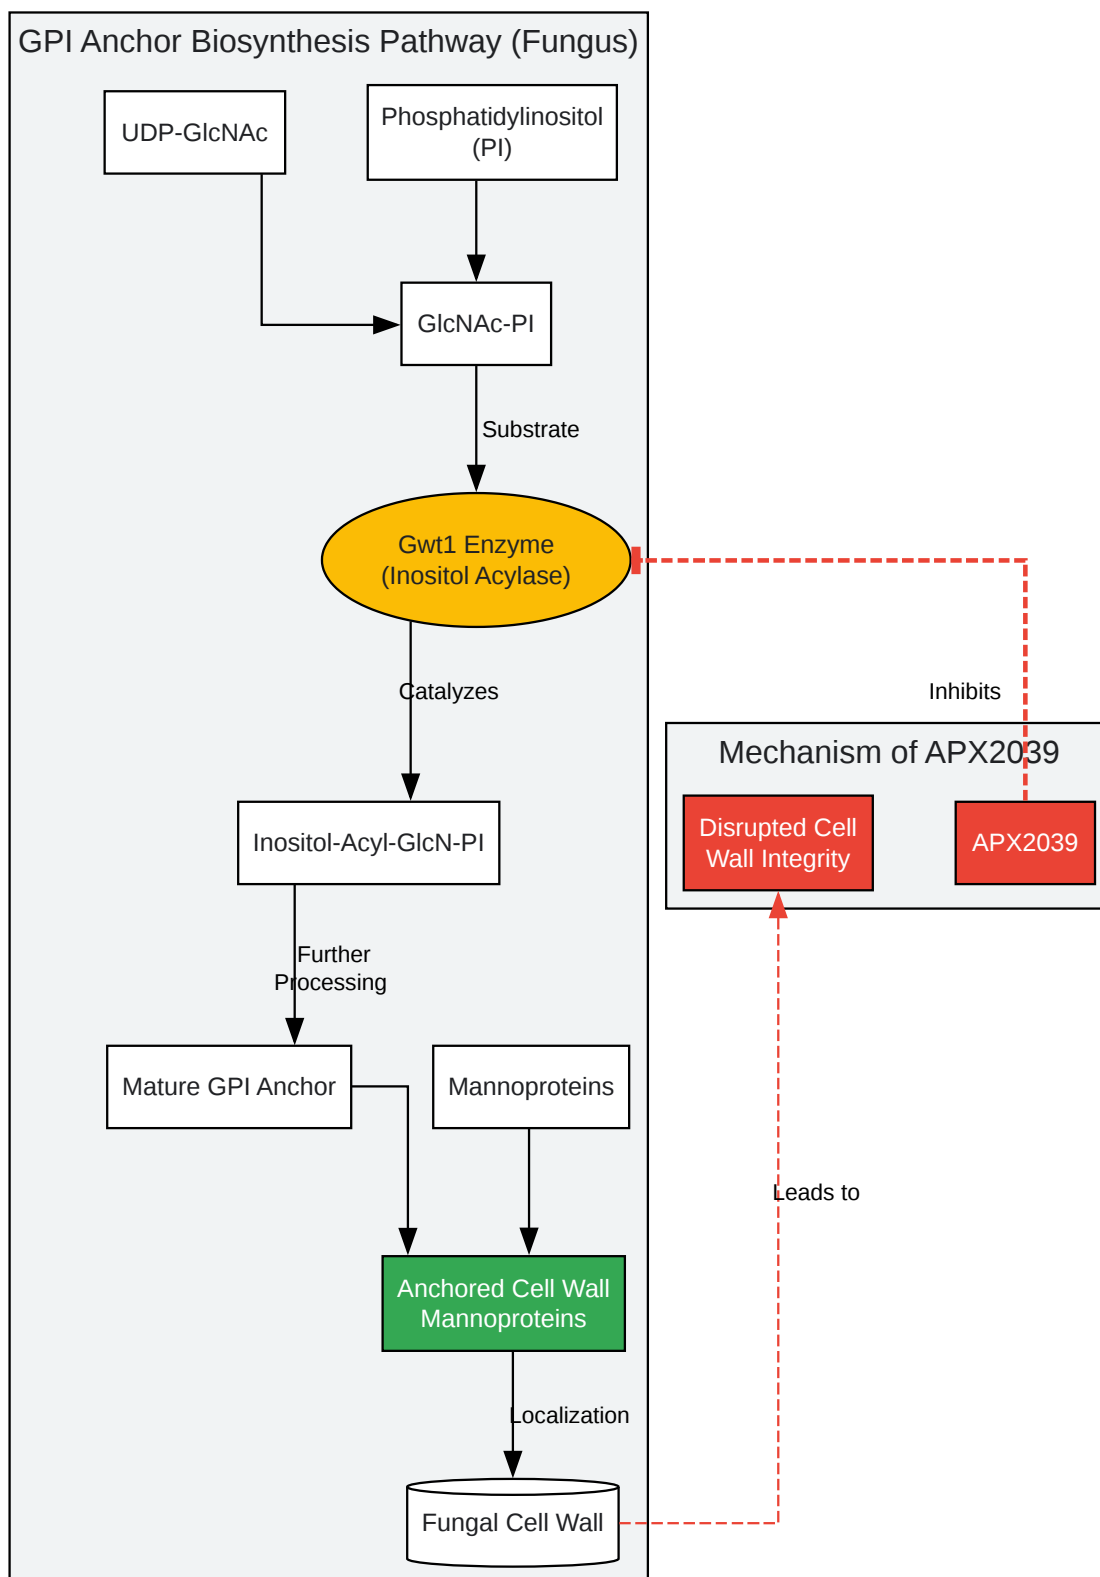 GPI Anchor Biosynthesis Pathway (Fungus)
UDP-GlcNAc
Phosphatidylinositol
(PI)
GlcNAc-PI
Substrate
Gwt1 Enzyme
(Inositol Acylase)
Catalyzes
Inhibits
Mechanism of APX2039
Disrupted Cell
Wall Integrity
APX2039
Inositol-Acyl-GlcN-PI
Further
Processing
Mature GPI Anchor
Mannoproteins
Leads to
Anchored Cell Wall
Mannoproteins
Localization
Fungal Cell Wall